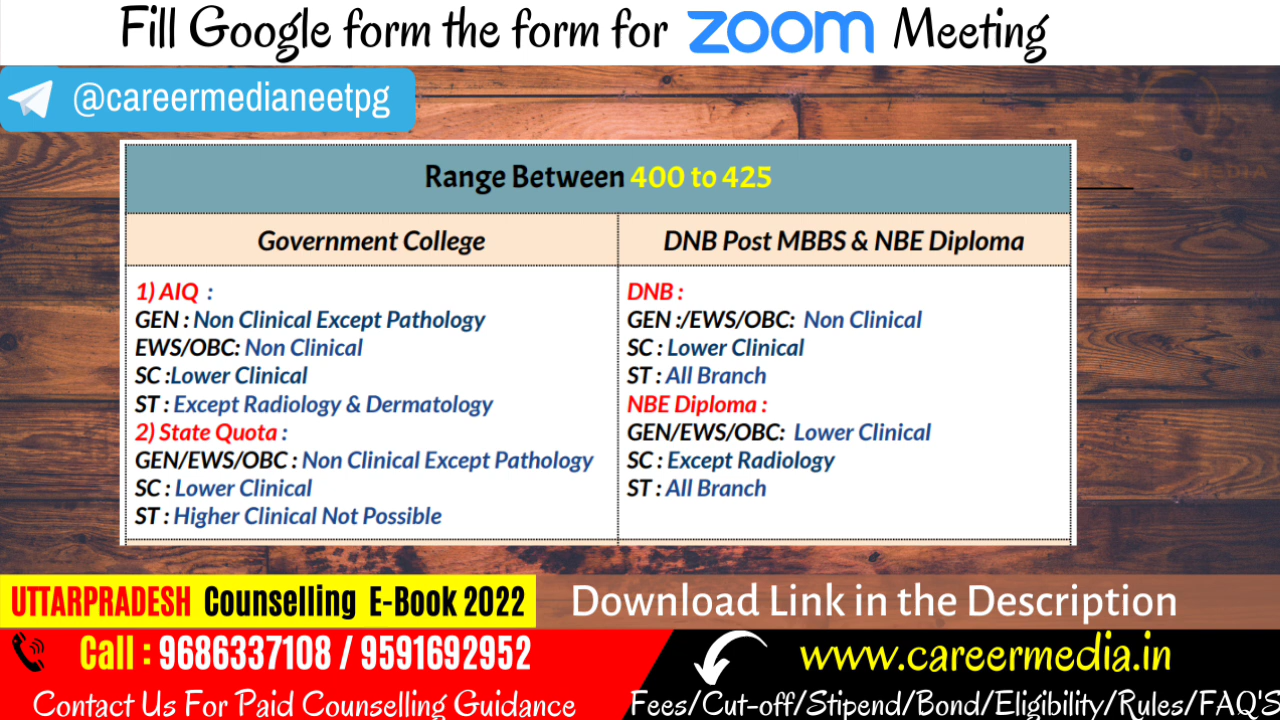 Fill Google form the form for zoom Meeting
@careermedianeetpg
Range Between 400 to 425
Government College
DNB Post MBBS & NBE Diploma
1) AIQ :
GEN : Non Clinical Except Pathology
EWS/OBC: Non Clinical
SC :Lower Clinical
ST : Except Radiology & Dermatology
2) State Quota :
GEN/EWS/OBC : Non Clinical Except Pathology
SC : Lower Clinical
ST : Higher Clinical Not Possible
DNB :
GEN :/EWS/OBC: Non Clinical
SC : Lower Clinical
ST : All Branch
NBE Diploma :
GEN/EWS/OBC: Lower Clinical
SC : Except Radiology
ST : All Branch
UTTARPRADESH Counselling E-Book 2022
Download Link in the Description
Call : 9686337108 / 9591692952
www.careermedia.in
Contact Us For Paid Counselling Guidance
Fees/Cut-off/Stipend/Bond/Eligibility/Rules/FAQ'S